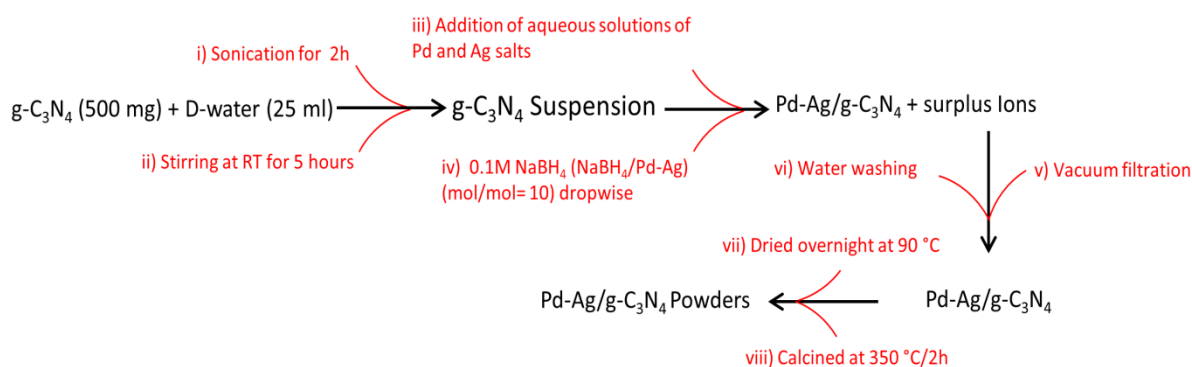 iii) Addition of aqueous solutions of
Pd and Ag salts
i) Sonication for 2h
g-C₃N₄ (500 mg) + D-water (25 ml)
g-C₃N₄ Suspension
Pd-Ag/g-C₃N₄ + surplus Ions
ii) Stirring at RT for 5 hours
iv) 0.1M NaBH₄ (NaBH₄/Pd-Ag)
(mol/mol= 10) dropwise
vi) Water washing
v) Vacuum filtration
vii) Dried overnight at 90 °C
Pd-Ag/g-C₃N₄ Powders
Pd-Ag/g-C₃N₄
viii) Calcined at 350 °C/2h